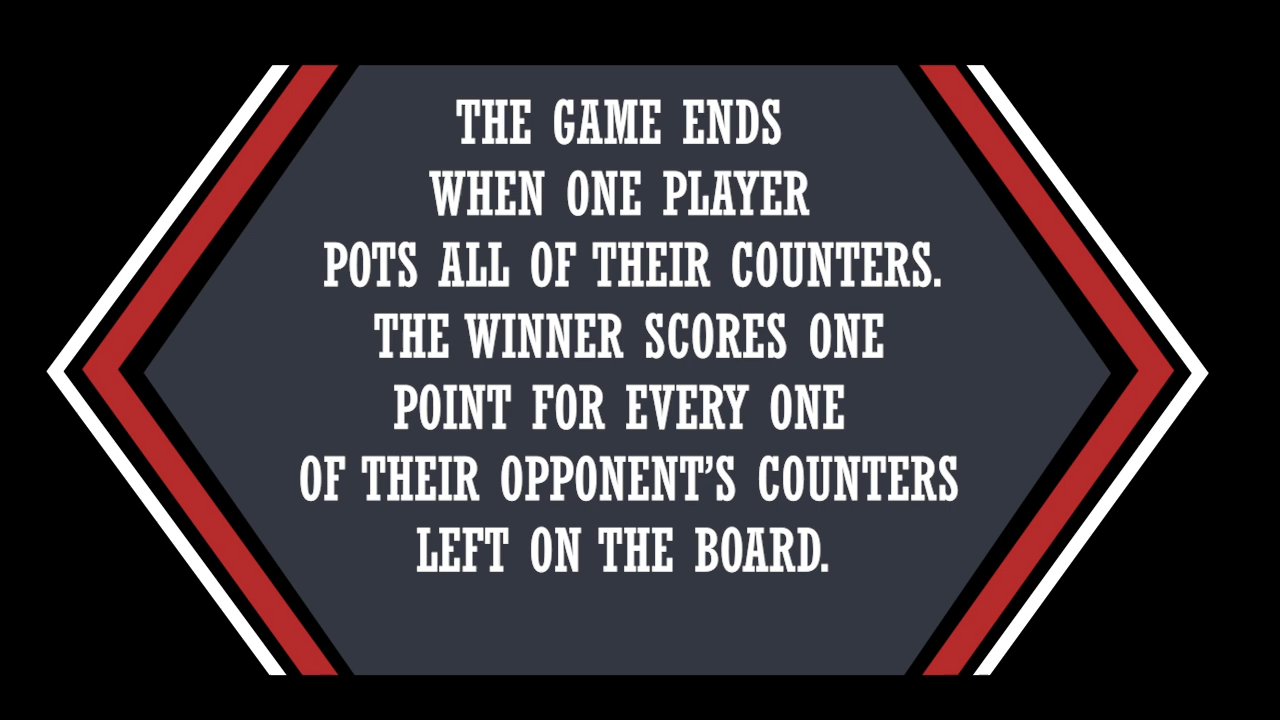 THE GAME ENDS
WHEN ONE PLAYER
POTS ALL OF THEIR COUNTERS.
THE WINNER SCORES ONE
POINT FOR EVERY ONE
OF THEIR OPPONENT’S COUNTERS
LEFT ON THE BOARD.